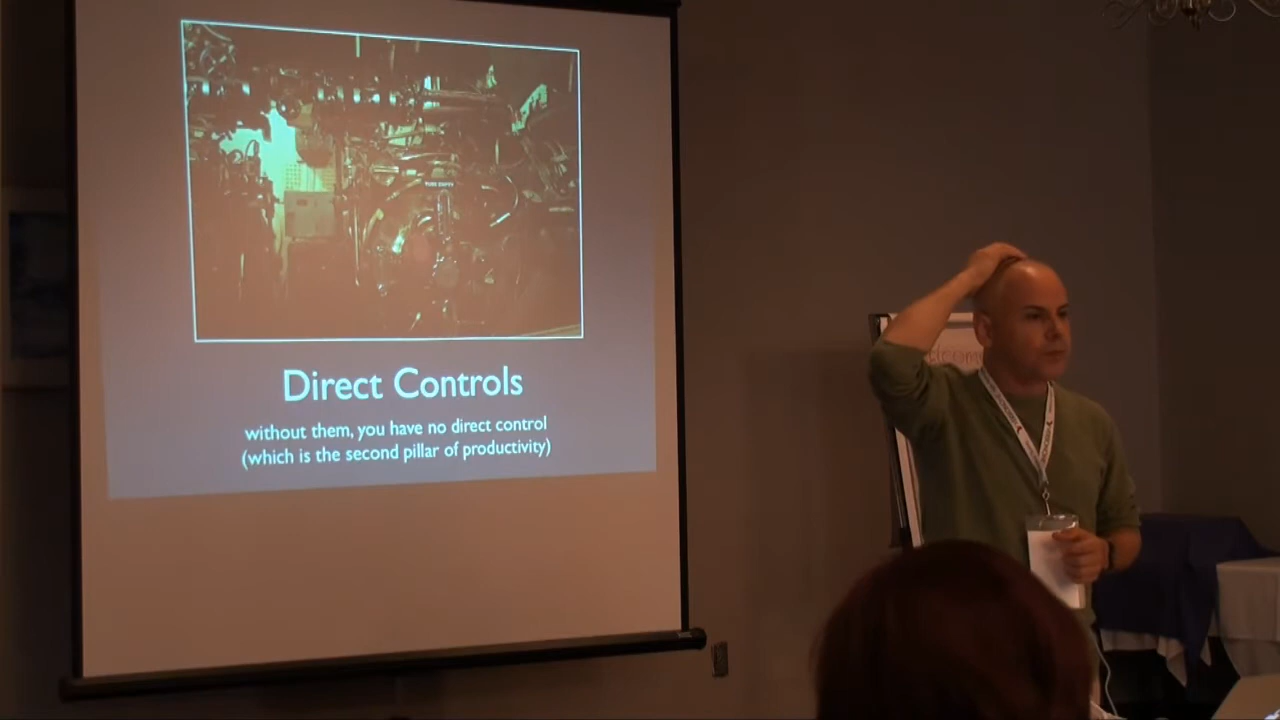 Direct Controls
without them, you have no direct control
(which is the second pillar of productivity)